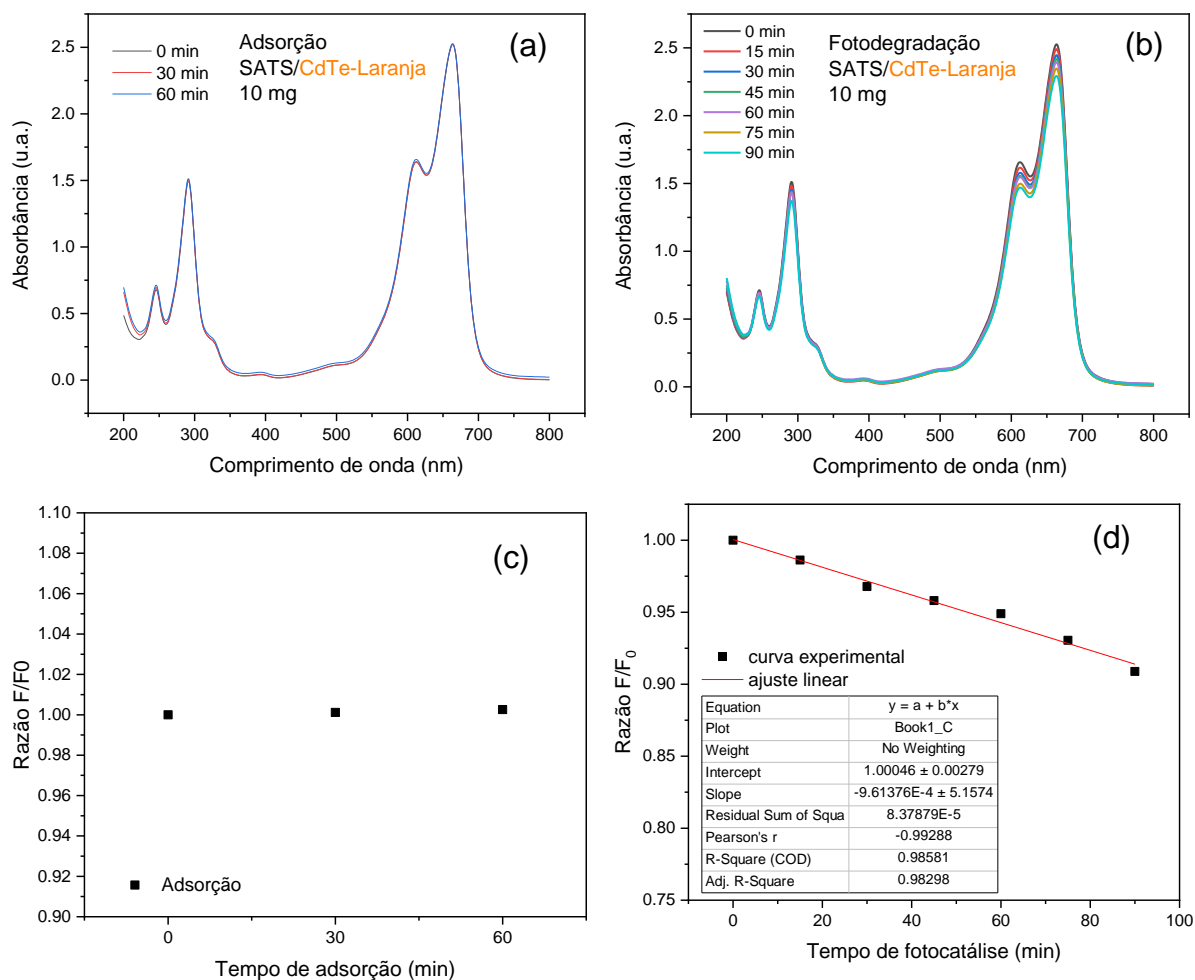 0 min
30 min
60 min
Adsorção
SATS/CdTe-Laranja
10 mg
(a)
2.5
2.0
1.5
1.0
0.5
0.0
Absorbância (u.a.)
200 300 400 500 600 700 800
Comprimento de onda (nm)
0 min
15 min
30 min
45 min
60 min
75 min
90 min
Fotodegradação
SATS/CdTe-Laranja
10 mg
(b)
2.5
2.0
1.5
1.0
0.5
0.0
Absorbância (u.a.)
200 300 400 500 600 700 800
Comprimento de onda (nm)
(c)
1.10
1.08
1.06
1.04
1.02
1.00
0.98
0.96
0.94
0.92
0.90
Razão F/F0
Adsorção
0 30 60
Tempo de adsorção (min)
(d)
1.00
0.95
0.90
0.85
0.80
0.75
Razão F/F0
curva experimental
ajuste linear
Equation y = a + b*x
Plot Book1_C
Weight No Weighting
Intercept 1.00046 ± 0.00279
Slope -9.61376E-4 ± 5.1574
Residual Sum of Squa 8.37879E-5
Pearson's r -0.99288
R-Square (COD) 0.98581
Adj. R-Square 0.98298
0 20 40 60 80 100
Tempo de fotocatálise (min)